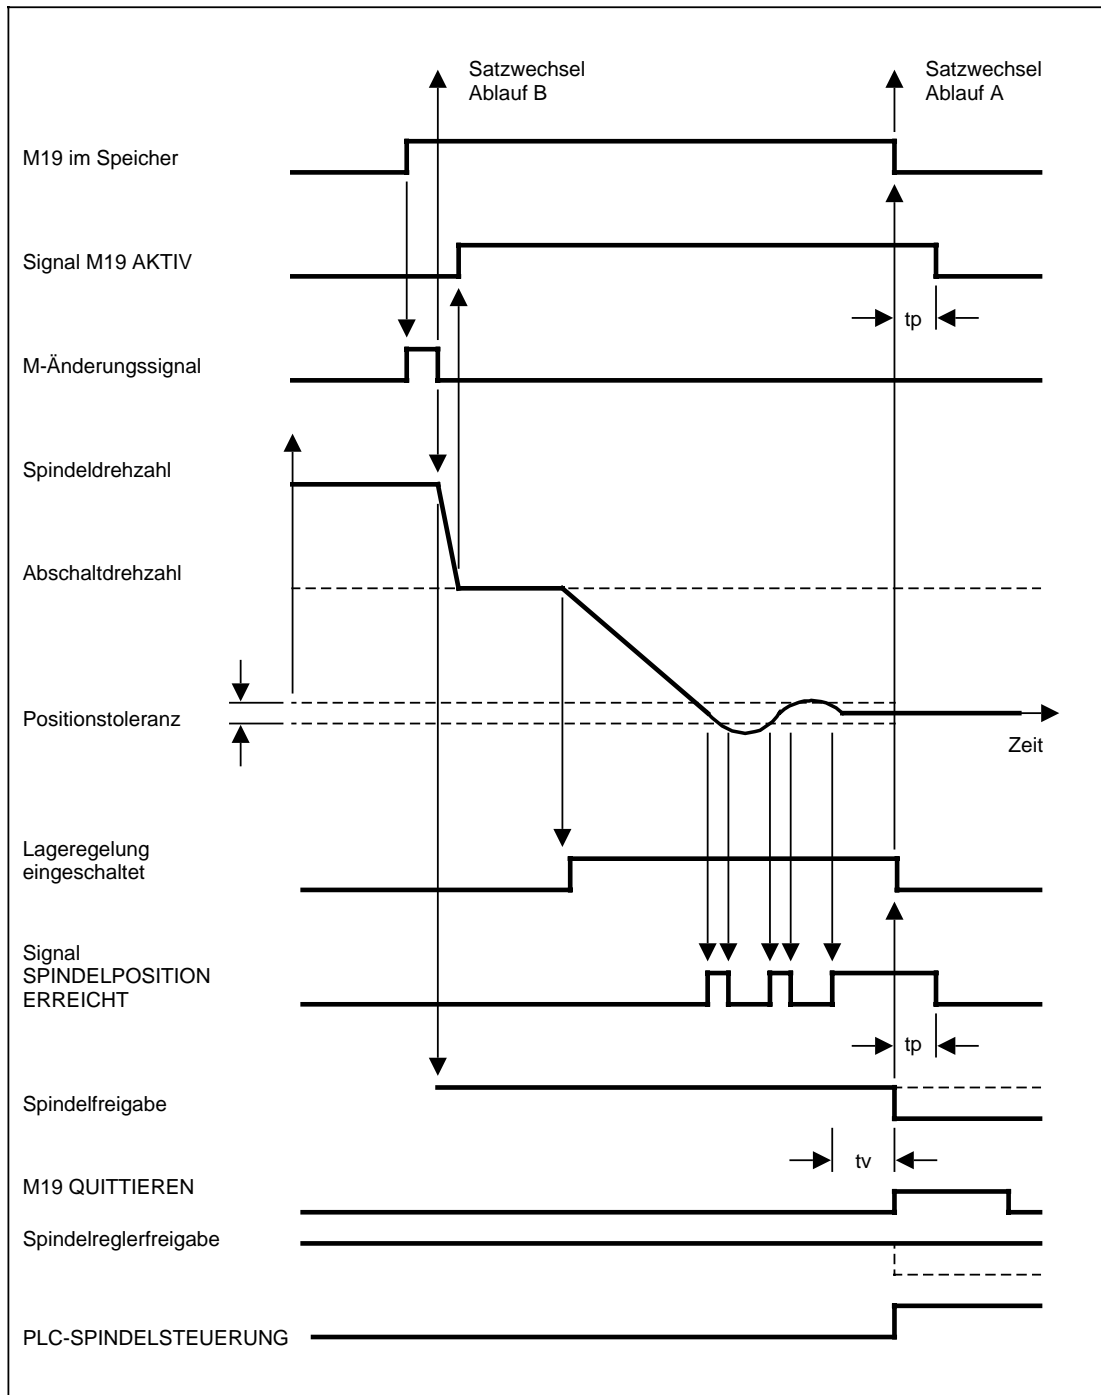 Satzwechsel
Ablauf B
Satzwechsel
Ablauf A
M19 im Speicher
Signal M19 AKTIV
tp
M-Änderungssignal
Spindeldrehzahl
Abschaltdrehzahl
Positionstoleranz
Zeit
Lageregelung
eingeschaltet
Signal
SPINDELPOSITION
ERREICHT
tp
Spindelfreigabe
tv
M19 QUITTIEREN
Spindelreglerfreigabe
PLC-SPINDELSTEUERUNG